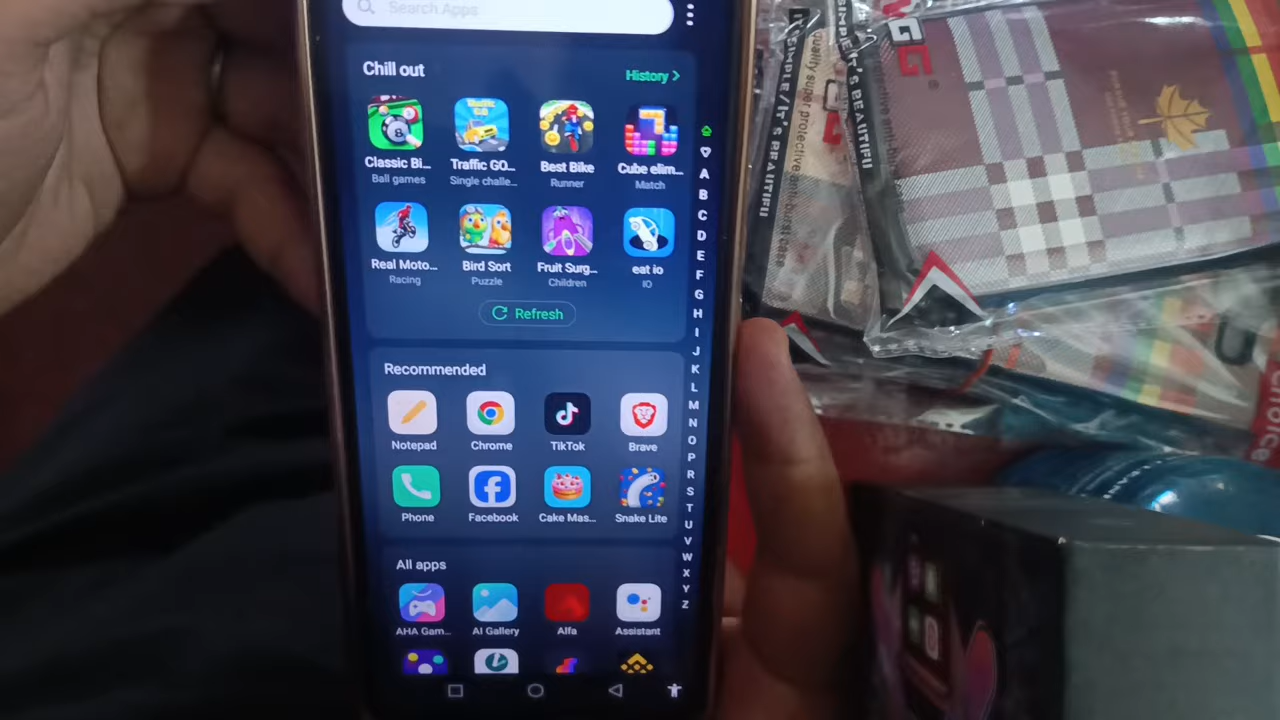 Search Apps
Chill out
History >
Classic Bi...
Traffic GO...
Best Bike
Cube elim...
Ball games
Single challe...
Runner
Match
Real Moto...
Bird Sort
Fruit Surg...
eat io
Racing
Puzzle
Children
IO
Refresh
Recommended
Notepad
Chrome
TikTok
Brave
Phone
Facebook
Cake Mas...
Snake Lite
All apps
AHA Gam...
AI Gallery
Alfa
Assistant
A
B
C
D
E
F
G
H
I
J
K
L
M
N
O
P
R
S
T
U
V
W
X
Y
Z
IT'S BEAUTIFU